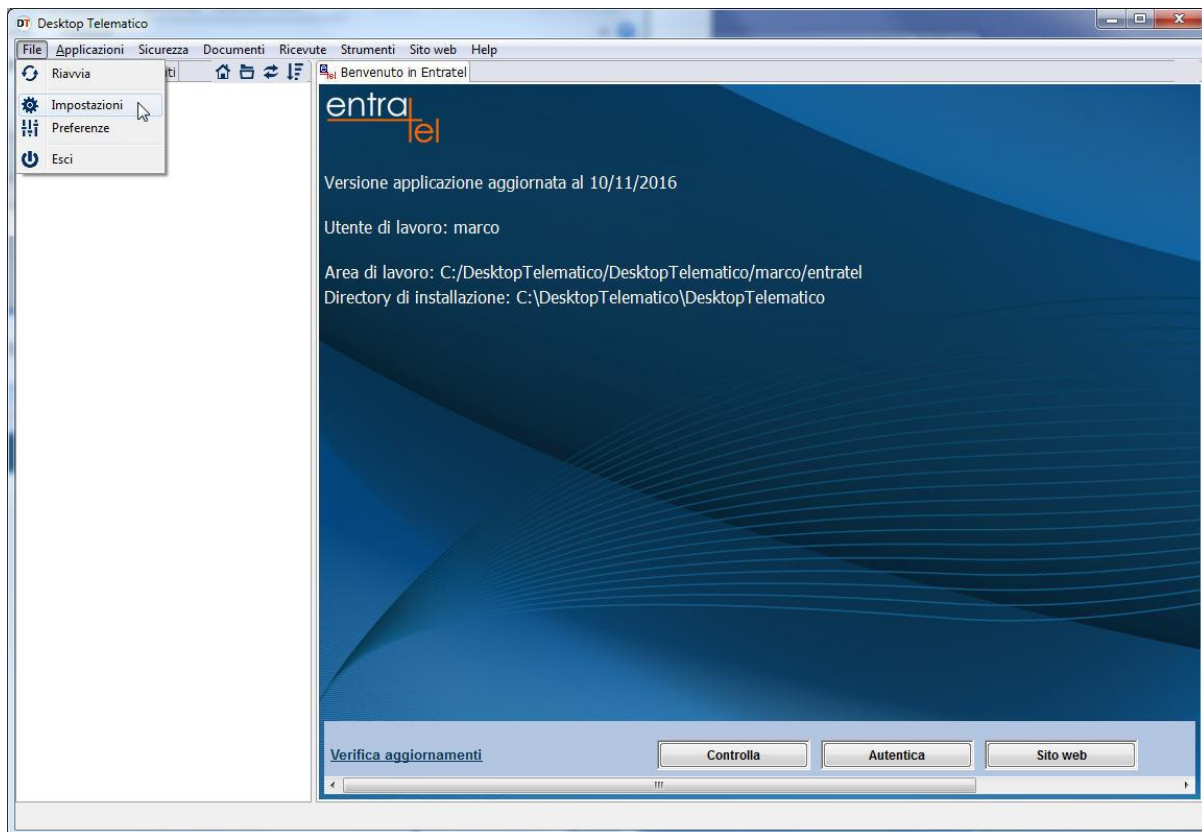 DT Desktop Telematico
File Applicazioni Sicurezza Documenti Ricevute Strumenti Sito web Help
Riavvia
Impostazioni
Preferenze
Esci
ti
Benvenuto in Entratel
entra
tel
Versione applicazione aggiornata al 10/11/2016
Utente di lavoro: marco
Area di lavoro: C:/DesktopTelematico/DesktopTelematico/marco/entratel
Directory di installazione: C:\DesktopTelematico\DesktopTelematico
Verifica aggiornamenti Controlla Autentica Sito web